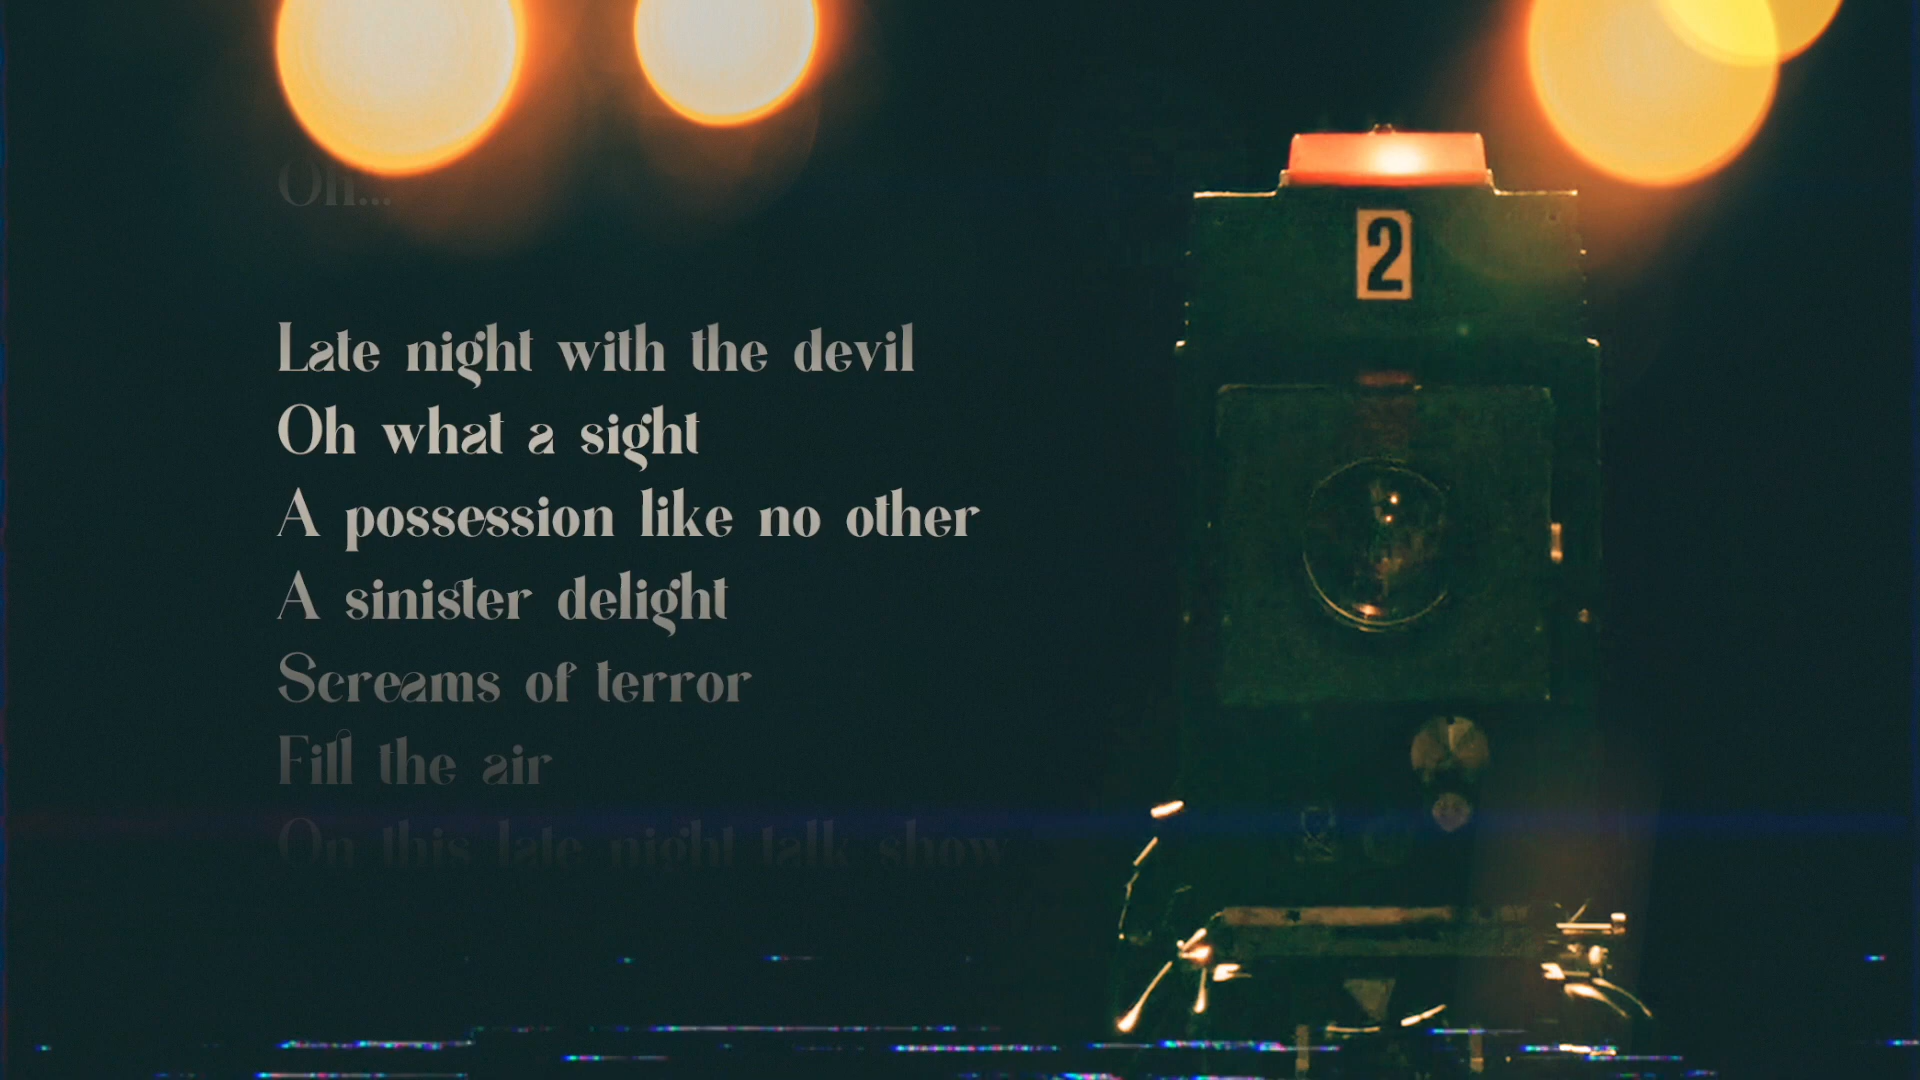 Oh...
Late night with the devil
Oh what a sight
A possession like no other
A sinister delight
Screams of terror
Fill the air
On this late night talk show
2